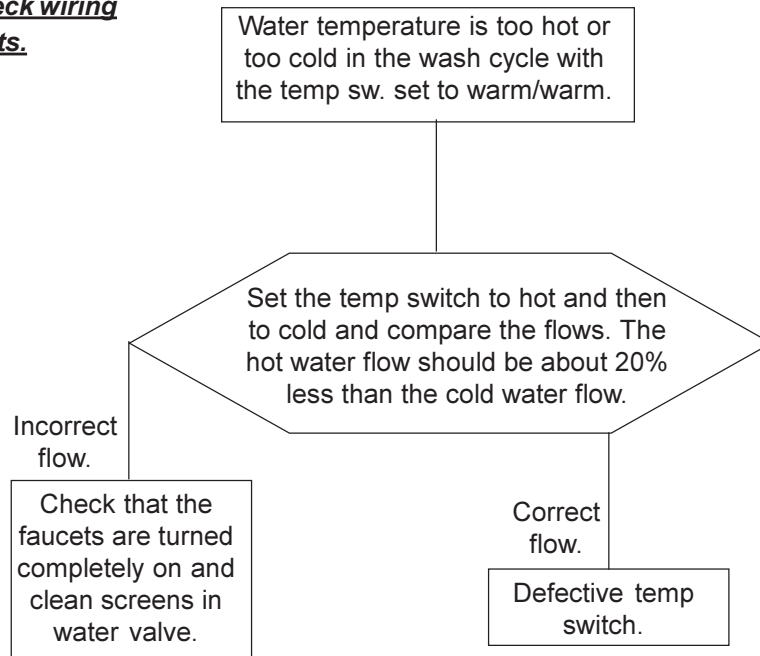 wiring
Water temperature is too hot or
too cold in the wash cycle with
the temp sw. set to warm/warm.
Set the temp switch to hot and then
to cold and compare the flows. The
hot water flow should be about 20%
less than the cold water flow.
Incorrect
flow.
Check that the
faucets are turned
completely on and
clean screens in
water valve.
Correct
flow.
Defective temp
switch.